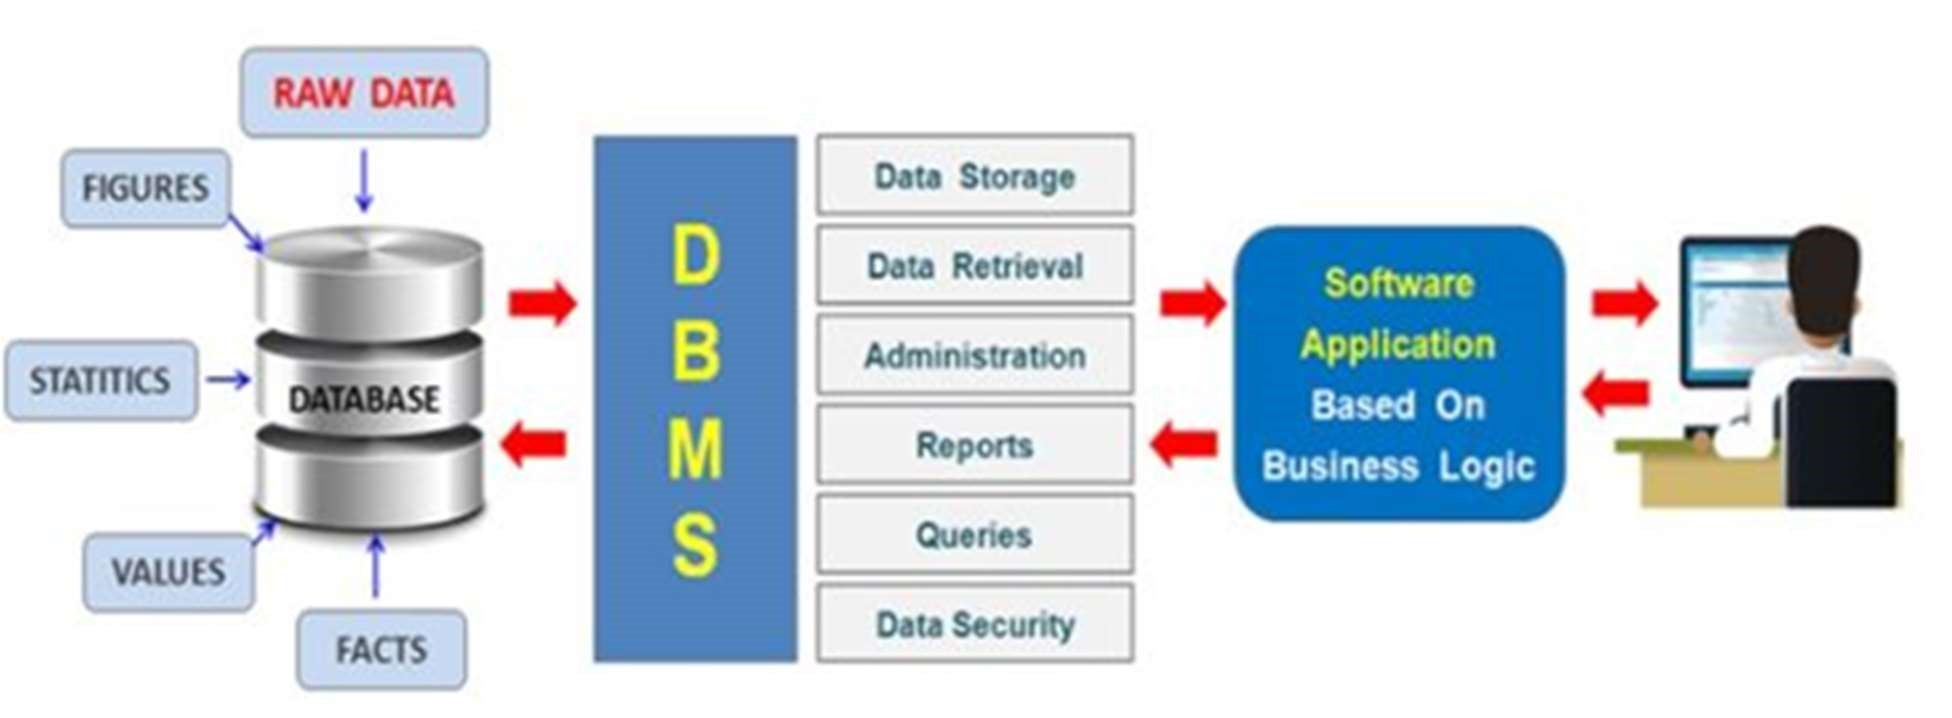 RAW DATA
FIGURES
STATITICS
DATABASE
VALUES
FACTS
D
B
M
S
Data Storage
Data Retrieval
Administration
Reports
Queries
Data Security
Software
Application
Based On
Business Logic